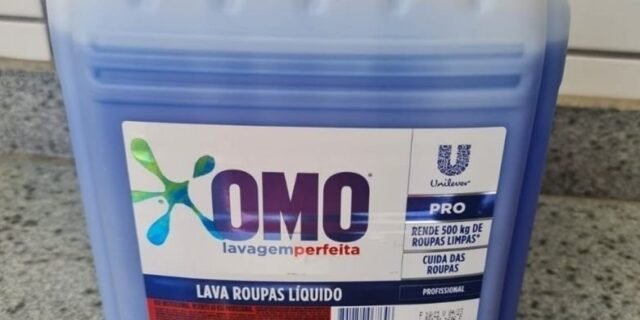 OMO
lavagemperfeita
LAVA ROUPAS LÍQUIDO
Unilever
PRO
RENDE 500 kg DE
ROUPAS LIMPAS*
CUIDA DAS
ROUPAS
PROFISSIONAL